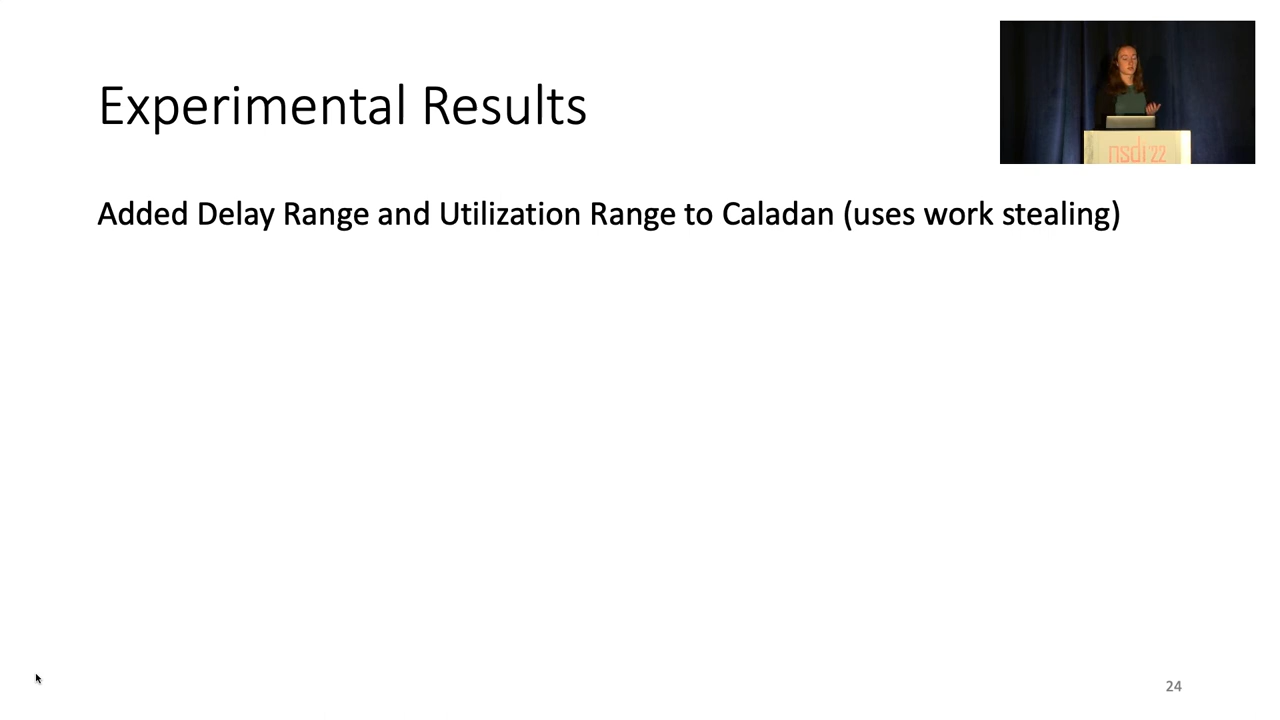 Experimental Results
nsdi '22
Added Delay Range and Utilization Range to Caladan (uses work stealing)
24